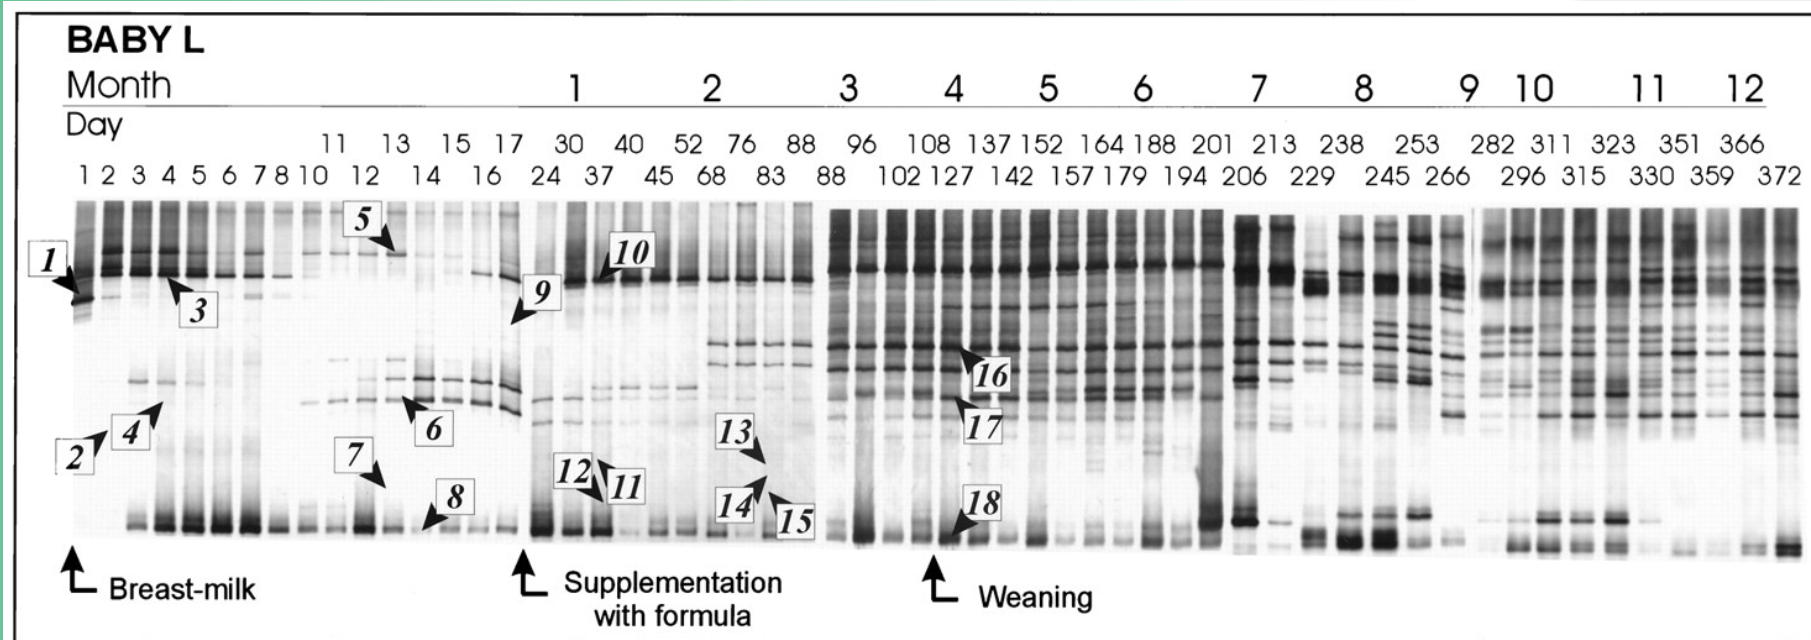 BABY L
Month
1 2 3 4 5 6 7 8 9 10 11 12
Day
11 13 15 17 30 40 52 76 88 96 108 137 152 164 188 201 213 238 253 282 311 323 351 366
1 2 3 4 5 6 7 8 10 12 14 16 24 37 45 68 83 88 102 127 142 157 179 194 206 229 245 266 296 315 330 359 372
5
1
10
9
3
16
4
6
17
2
13
7
12
11
8
14
15
18
Breast-milk
Supplementation
with formula
Weaning